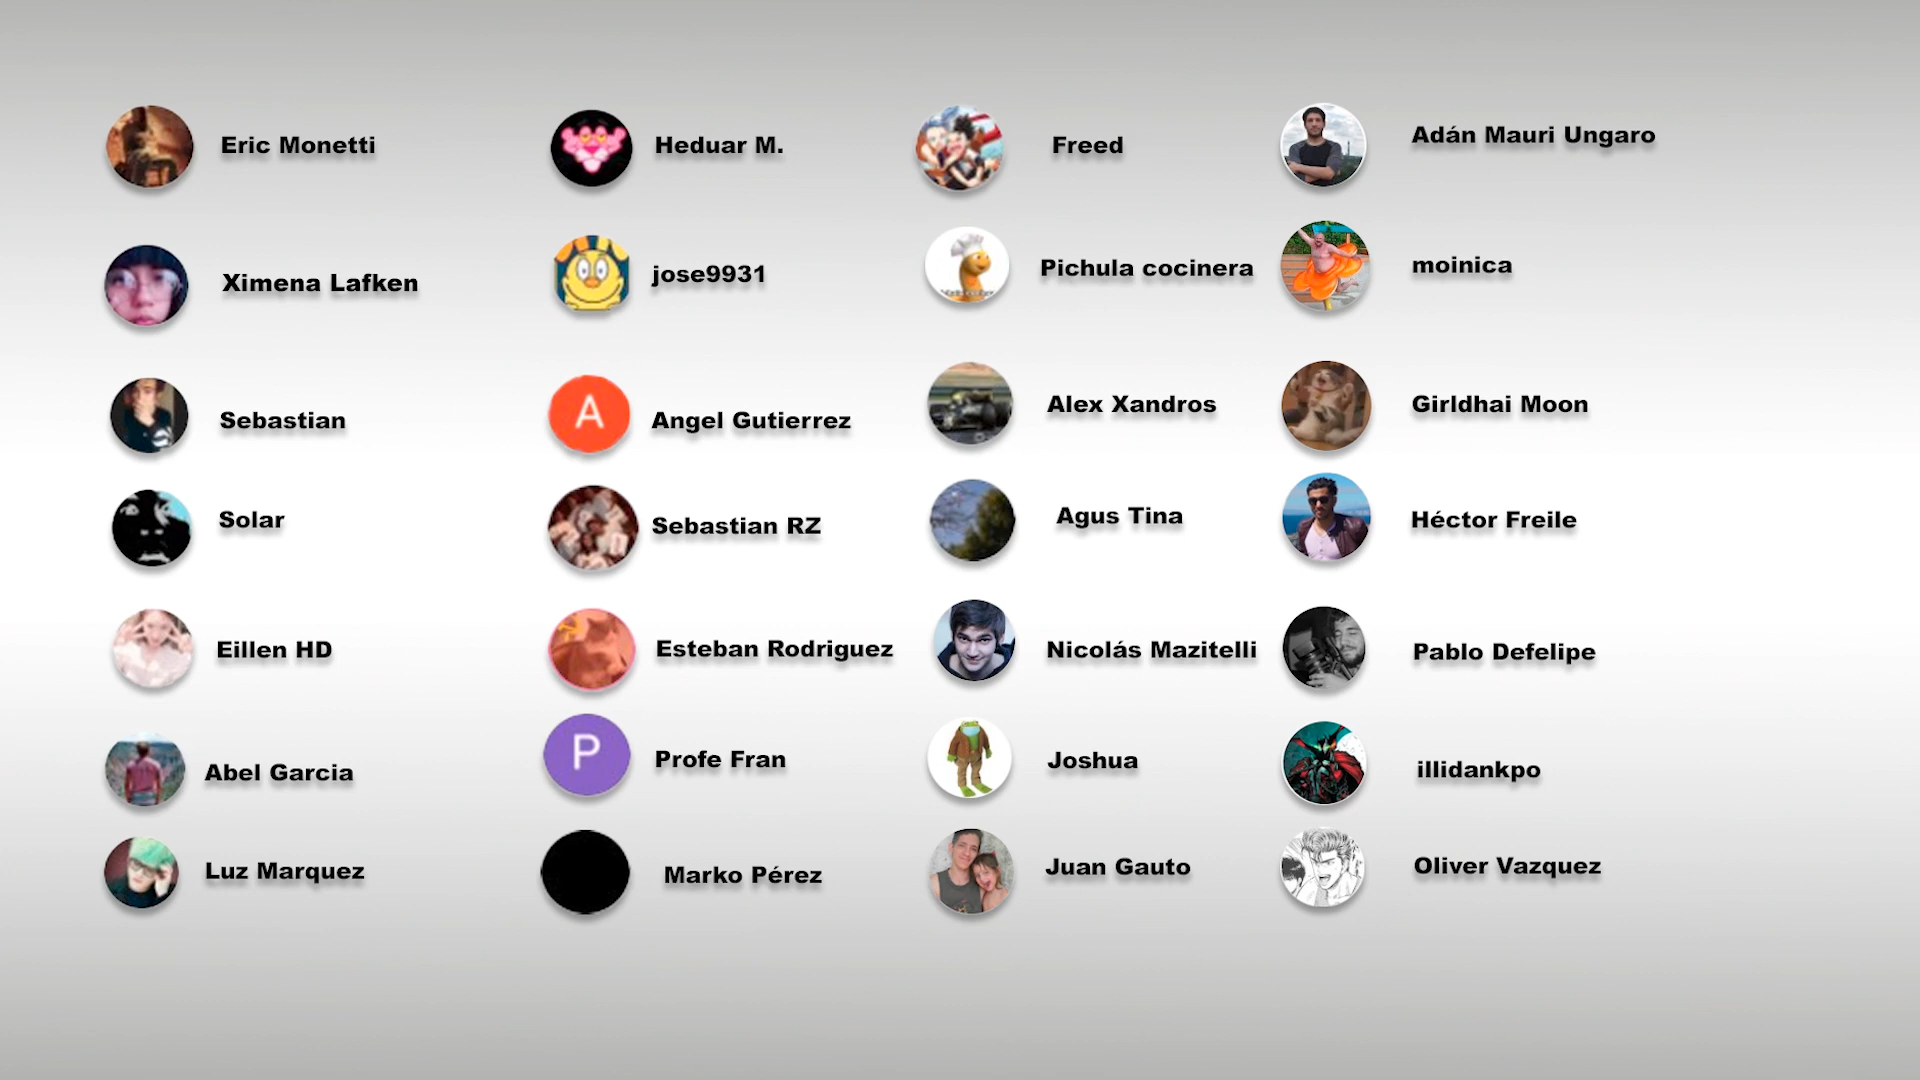 Eric Monetti
Heduar M.
Freed
Adán Mauri Ungaro
Ximena Lafken
jose9931
Pichula cocinera
moinica
Sebastian
A
Angel Gutierrez
Alex Xandros
Girldhai Moon
Solar
Sebastian RZ
Agus Tina
Héctor Freile
Eillen HD
Esteban Rodriguez
Nicolás Mazitelli
Pablo Defelipe
Abel Garcia
P
Profe Fran
Joshua
illidankpo
Luz Marquez
Marko Pérez
Juan Gauto
Oliver Vazquez